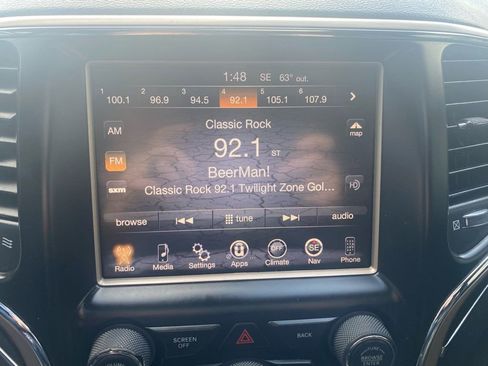 1:48 SE 63° out.
1 100.1 2 96.9 3 94.5 4 92.1 5 105.1 6 107.9
AM
FM
sxm
Classic Rock
92.1 ST
BeerMan!
Classic Rock 92.1 Twilight Zone Gol...
map
HD
browse tune audio
Radio Media Settings Apps OFF Climate SE Nav Phone
SCREEN OFF
BACK
BROWSE
ENTER